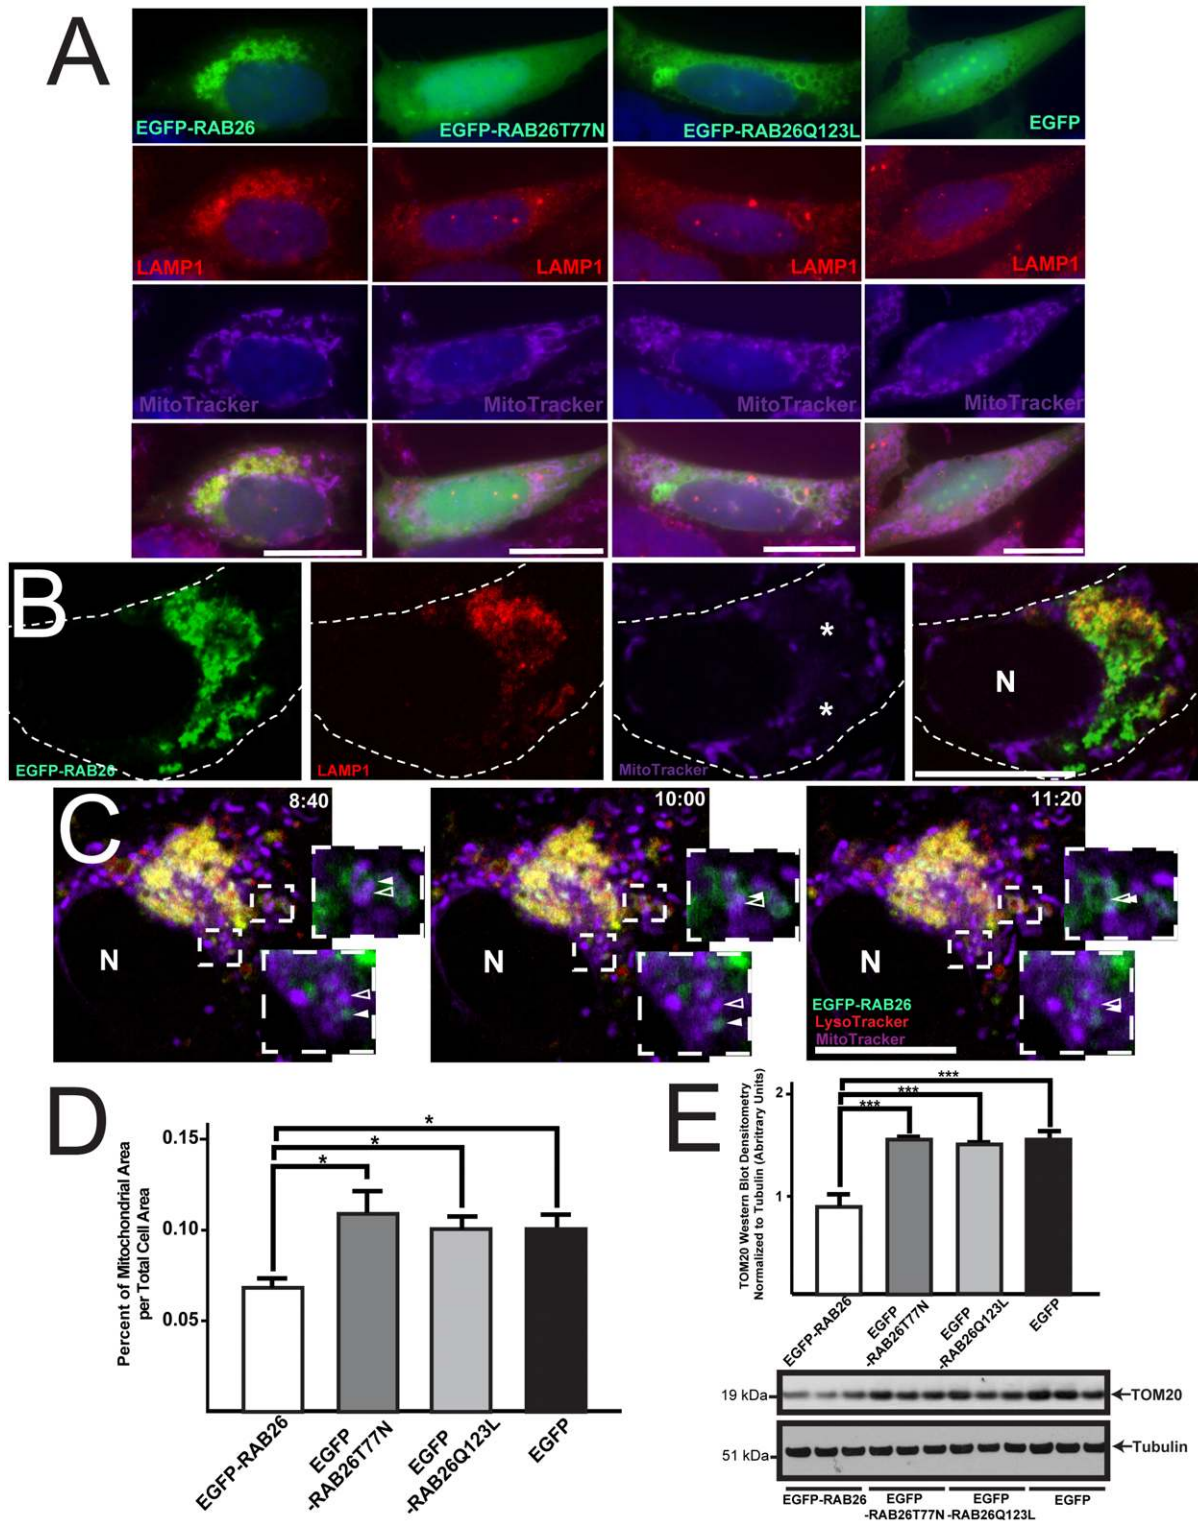 A
EGFP-RAB26
EGFP-RAB26T77N
EGFP-RAB26Q123L
EGFP
LAMP1
LAMP1
LAMP1
LAMP1
MitoTracker
MitoTracker
MitoTracker
MitoTracker
B
EGFP-RAB26
LAMP1
MitoTracker
*
*
N
C
8:40
10:00
11:20
N
N
N
EGFP-RAB26
LysoTracker
MitoTracker
D
Percent of Mitochondrial Area
per Total Cell Area
0.15
0.10
0.05
*
*
*
EGFP-RAB26
EGFP
-RAB26T77N
EGFP
-RAB26Q123L
EGFP
E
TOM20 Western Blot Densitometry
Normalized to Tubulin (Abritrary Units)
2
1
***
***
***
EGFP-RAB26
EGFP
-RAB26T77N
EGFP
-RAB26Q123L
EGFP
19 kDa
TOM20
51 kDa
Tubulin
EGFP-RAB26
EGFP
-RAB26T77N
EGFP
-RAB26Q123L
EGFP